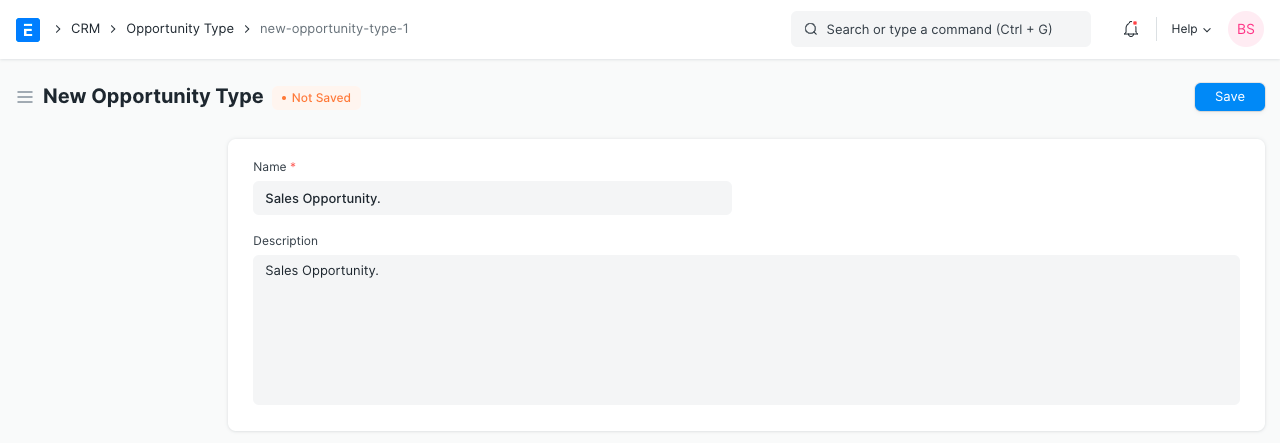 E
CRM
Opportunity Type
new-opportunity-type-1
Search or type a command (Ctrl + G)
Help
BS
New Opportunity Type
• Not Saved
Save
Name *
Sales Opportunity.
Description
Sales Opportunity.